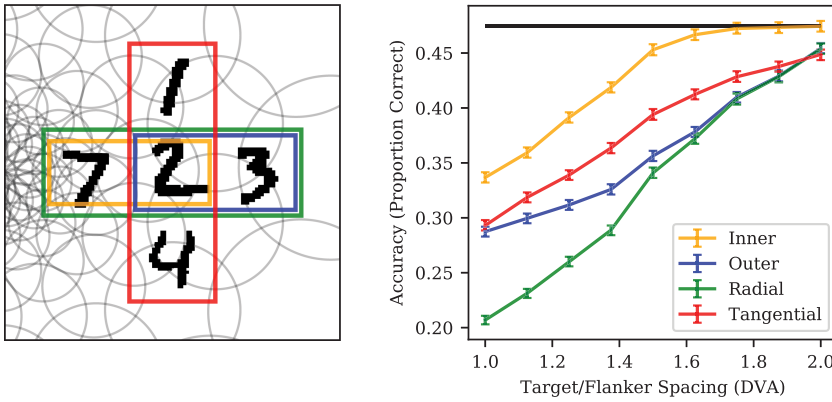 1
7 2 3
4
Accuracy (Proportion Correct)
0.45
0.40
0.35
0.30
0.25
0.20
Inner
Outer
Radial
Tangential
1.0 1.2 1.4 1.6 1.8 2.0
Target/Flanker Spacing (DVA)